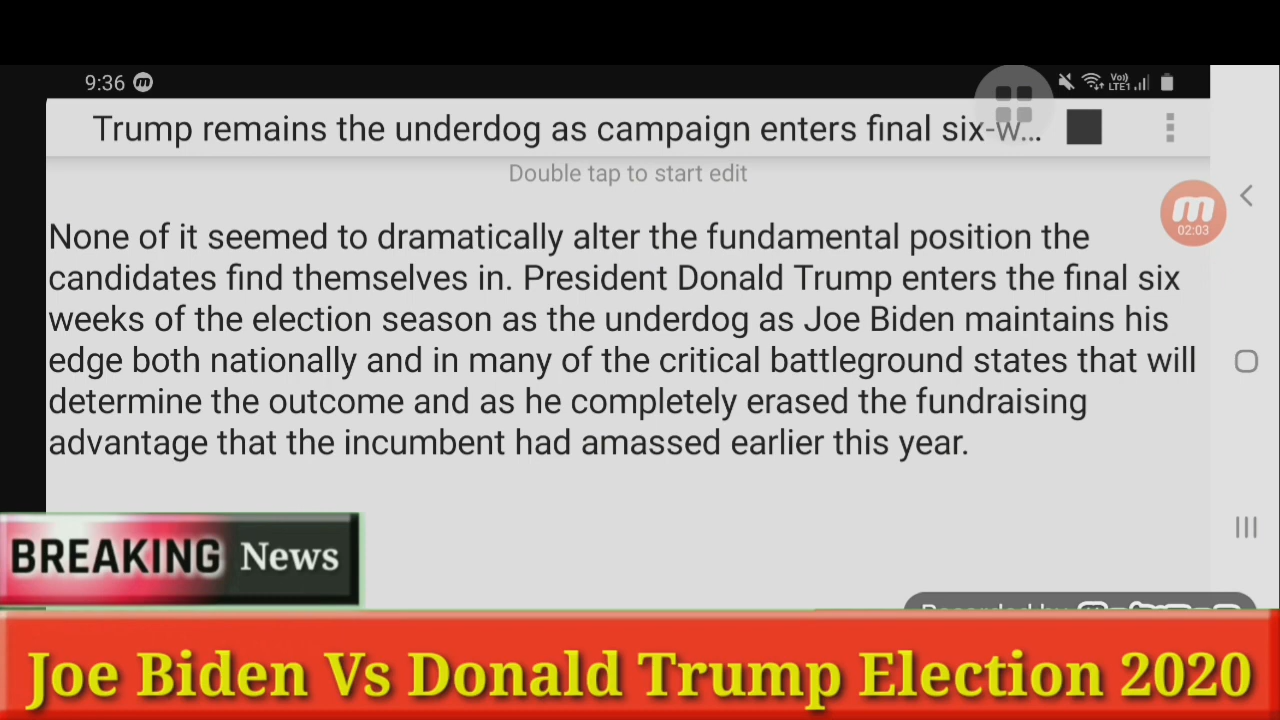 9:36
Vo))
LTE1
Trump remains the underdog as campaign enters final six-w...
Double tap to start edit
02:03
None of it seemed to dramatically alter the fundamental position the
candidates find themselves in. President Donald Trump enters the final six
weeks of the election season as the underdog as Joe Biden maintains his
edge both nationally and in many of the critical battleground states that will
determine the outcome and as he completely erased the fundraising
advantage that the incumbent had amassed earlier this year.
BREAKING News
Recorded by
Joe Biden Vs Donald Trump Election 2020